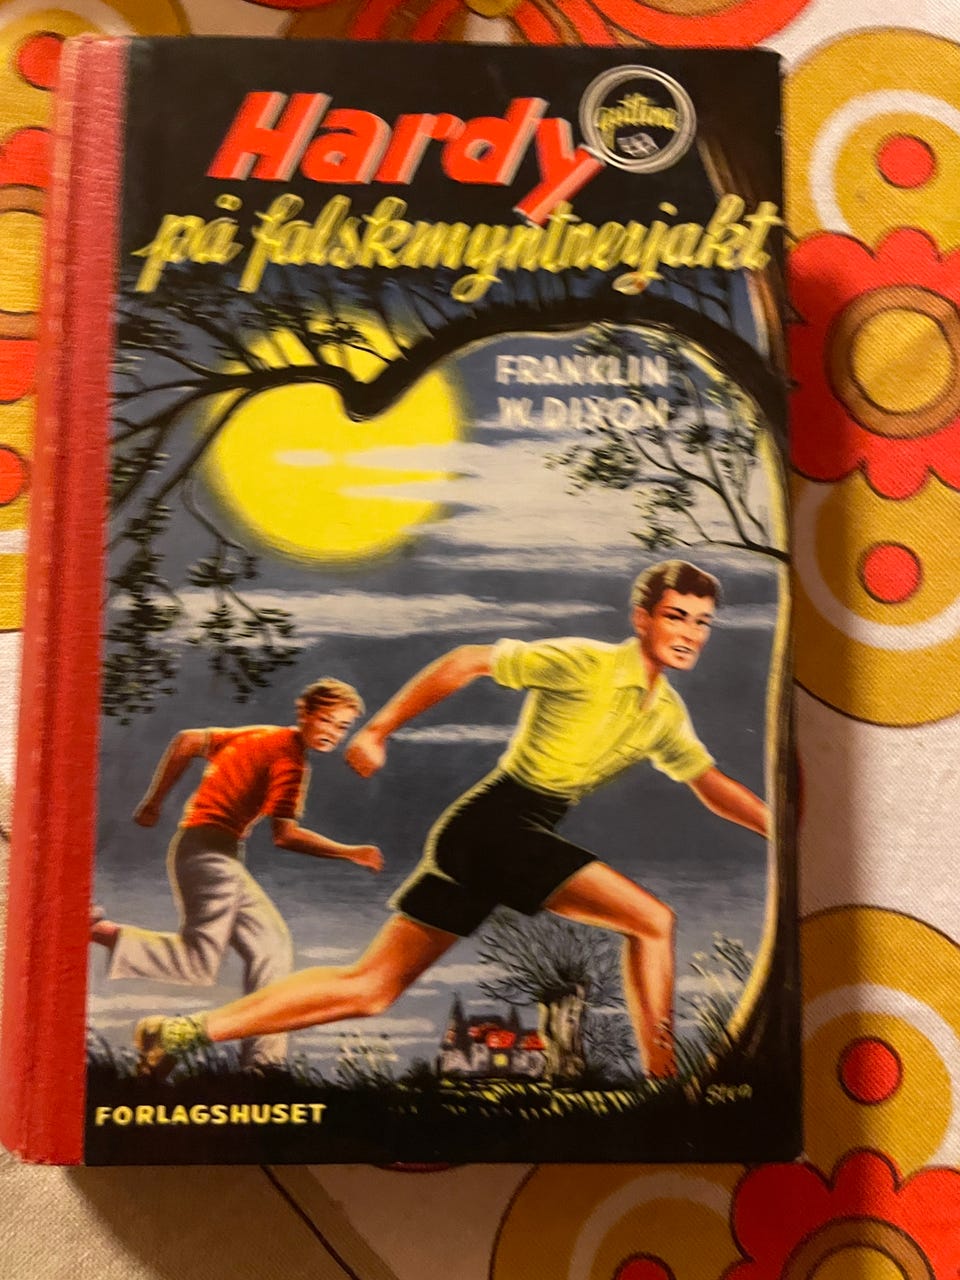 Hardy
på falskmyntnerjakt
FRANKLIN
W. DIXON
FORLAGSHUSET